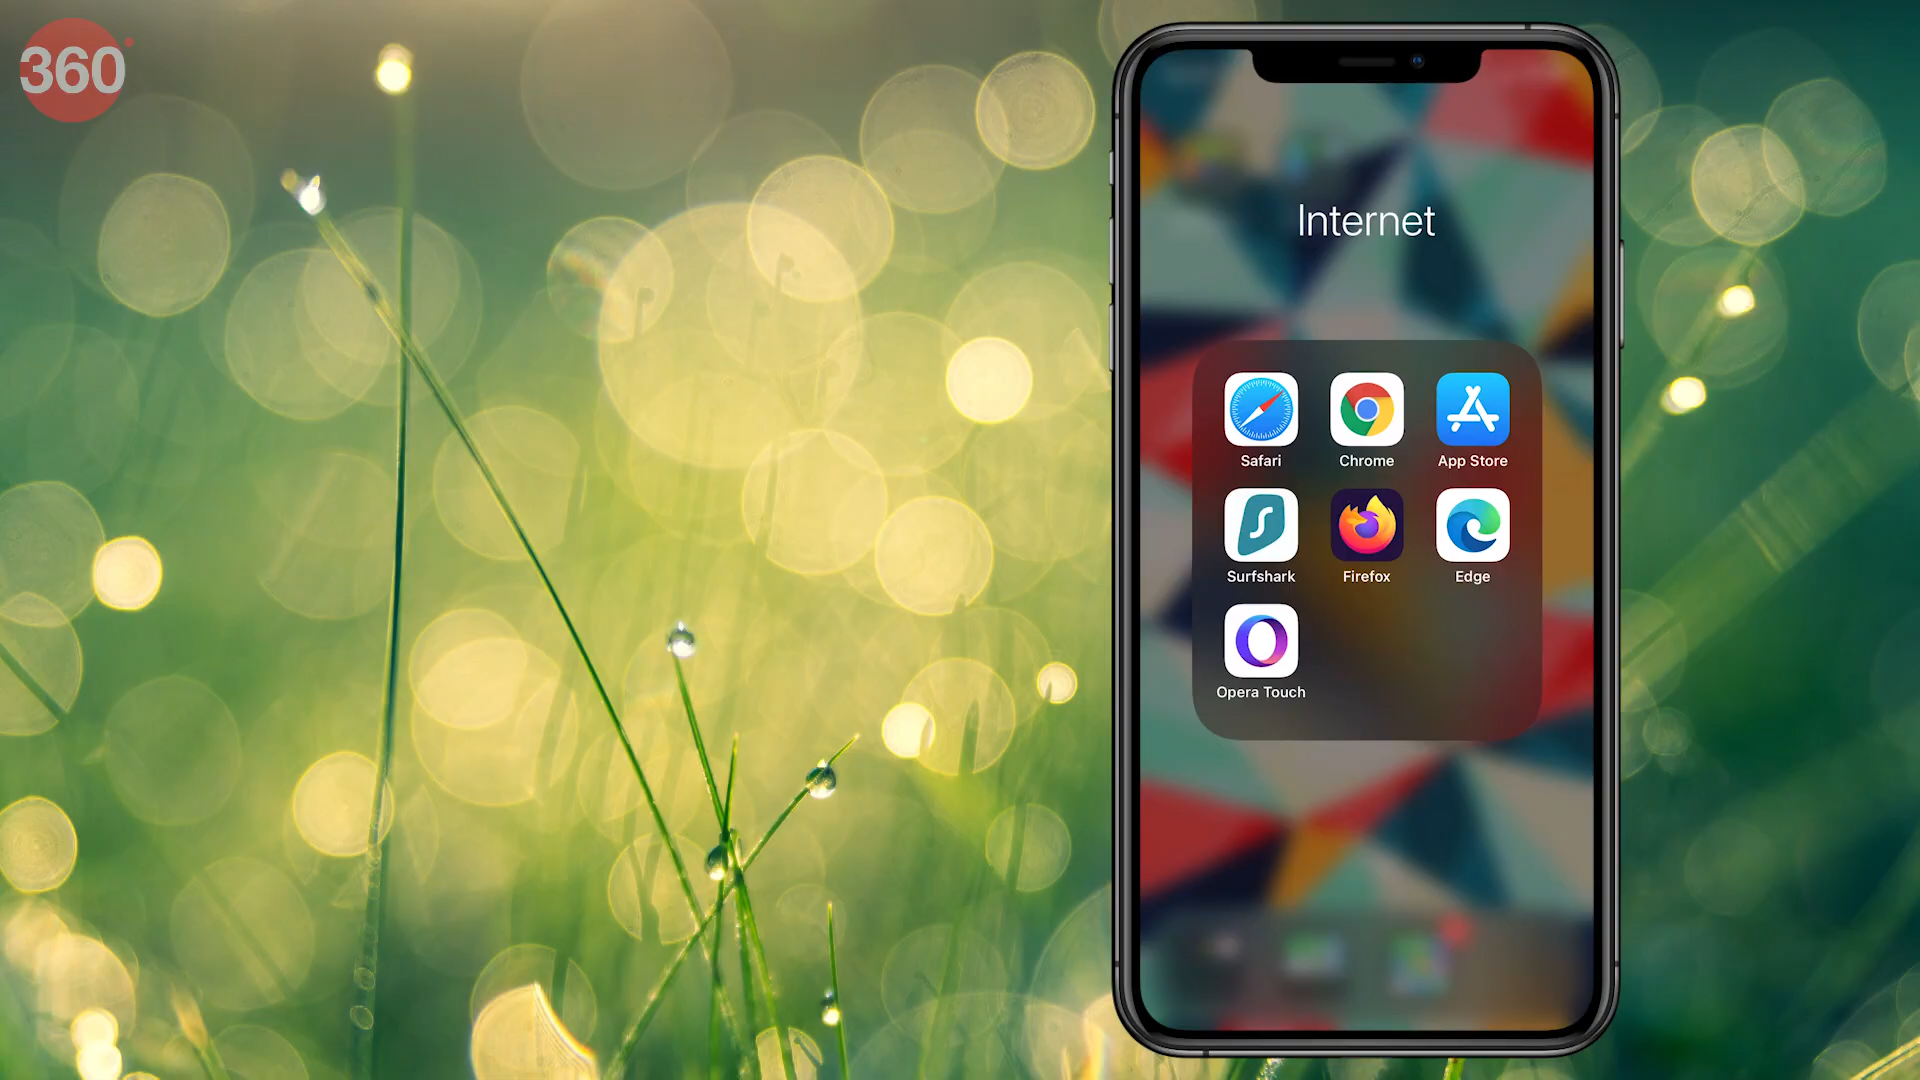 360
Internet
Safari
Chrome
App Store
Surfshark
Firefox
Edge
Opera Touch